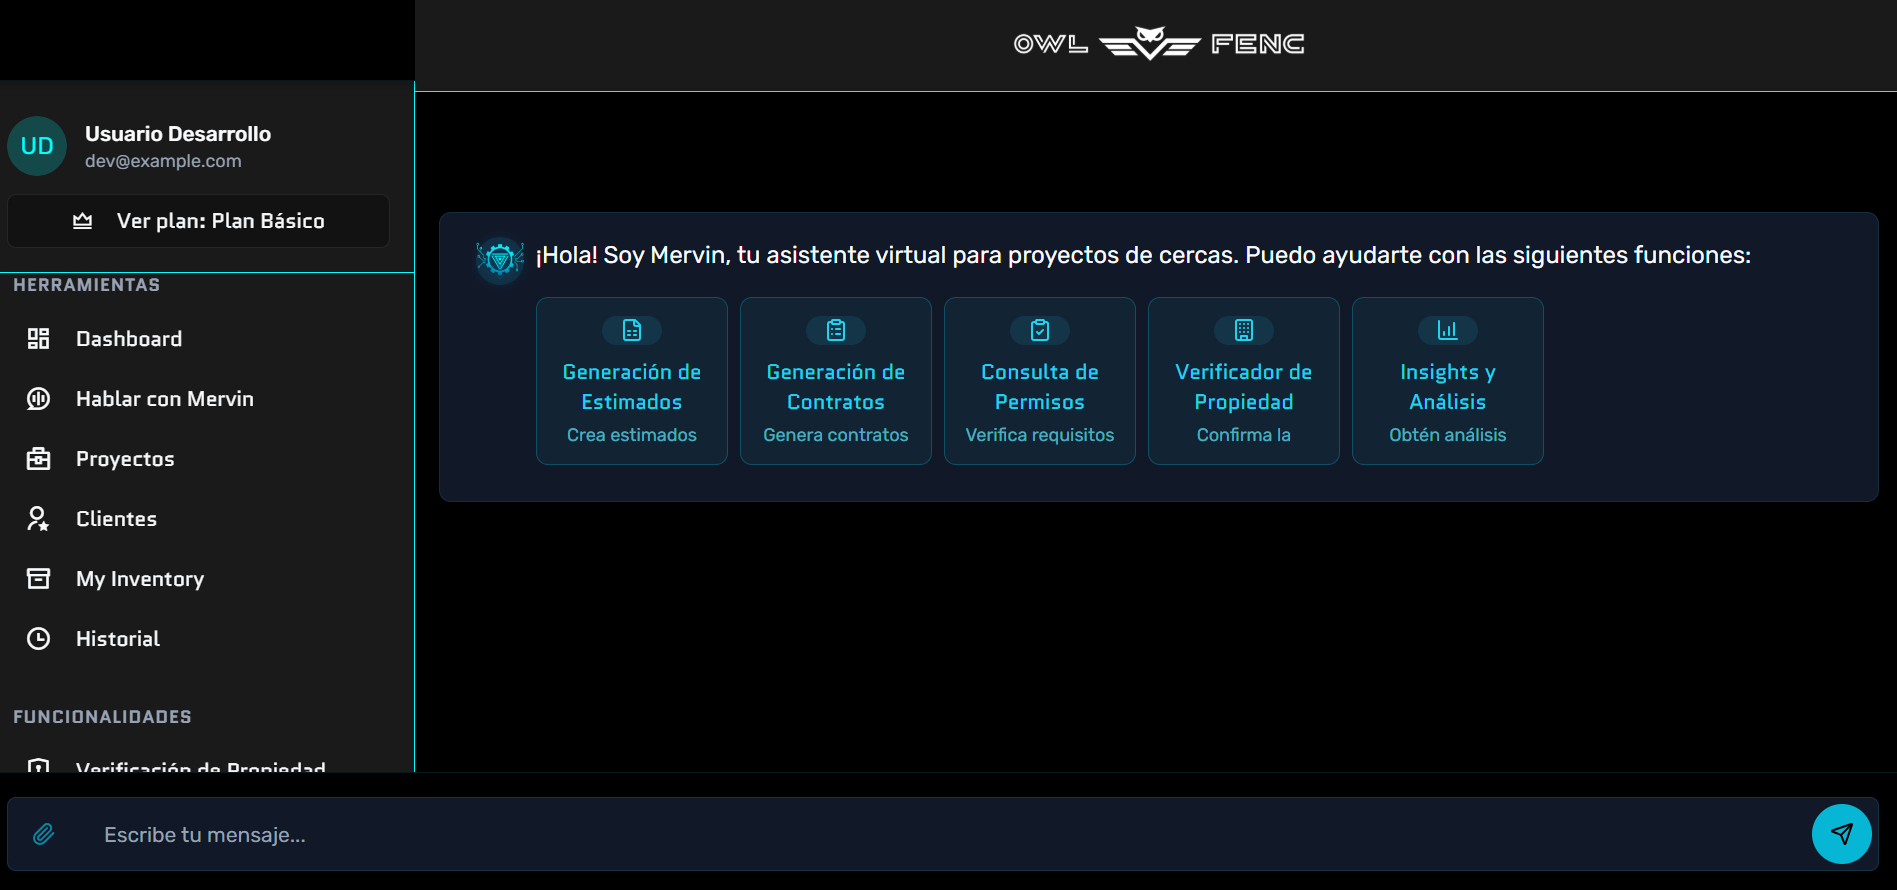 OWL FENC
UD
Usuario Desarrollo
dev@example.com
Ver plan: Plan Básico
HERRAMIENTAS
Dashboard
Hablar con Mervin
Proyectos
Clientes
My Inventory
Historial
FUNCIONALIDADES
Verificación de Propiedad
¡Hola! Soy Mervin, tu asistente virtual para proyectos de cercas. Puedo ayudarte con las siguientes funciones:
Generación de
Estimados
Crea estimados
Generación de
Contratos
Genera contratos
Consulta de
Permisos
Verifica requisitos
Verificador de
Propiedad
Confirma la
Insights y
Análisis
Obtén análisis
Escribe tu mensaje...